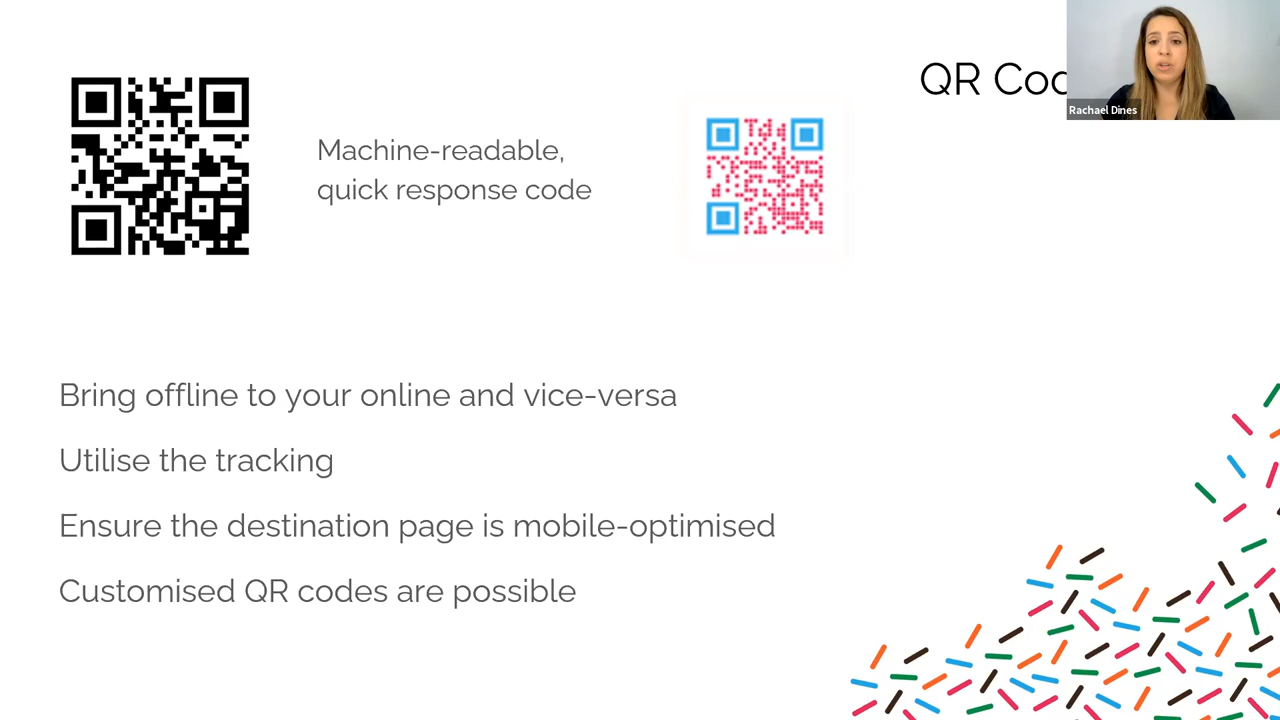 QR Coc
Rachael Dines
Machine-readable,
quick response code
Bring offline to your online and vice-versa
Utilise the tracking
Ensure the destination page is mobile-optimised
Customised QR codes are possible